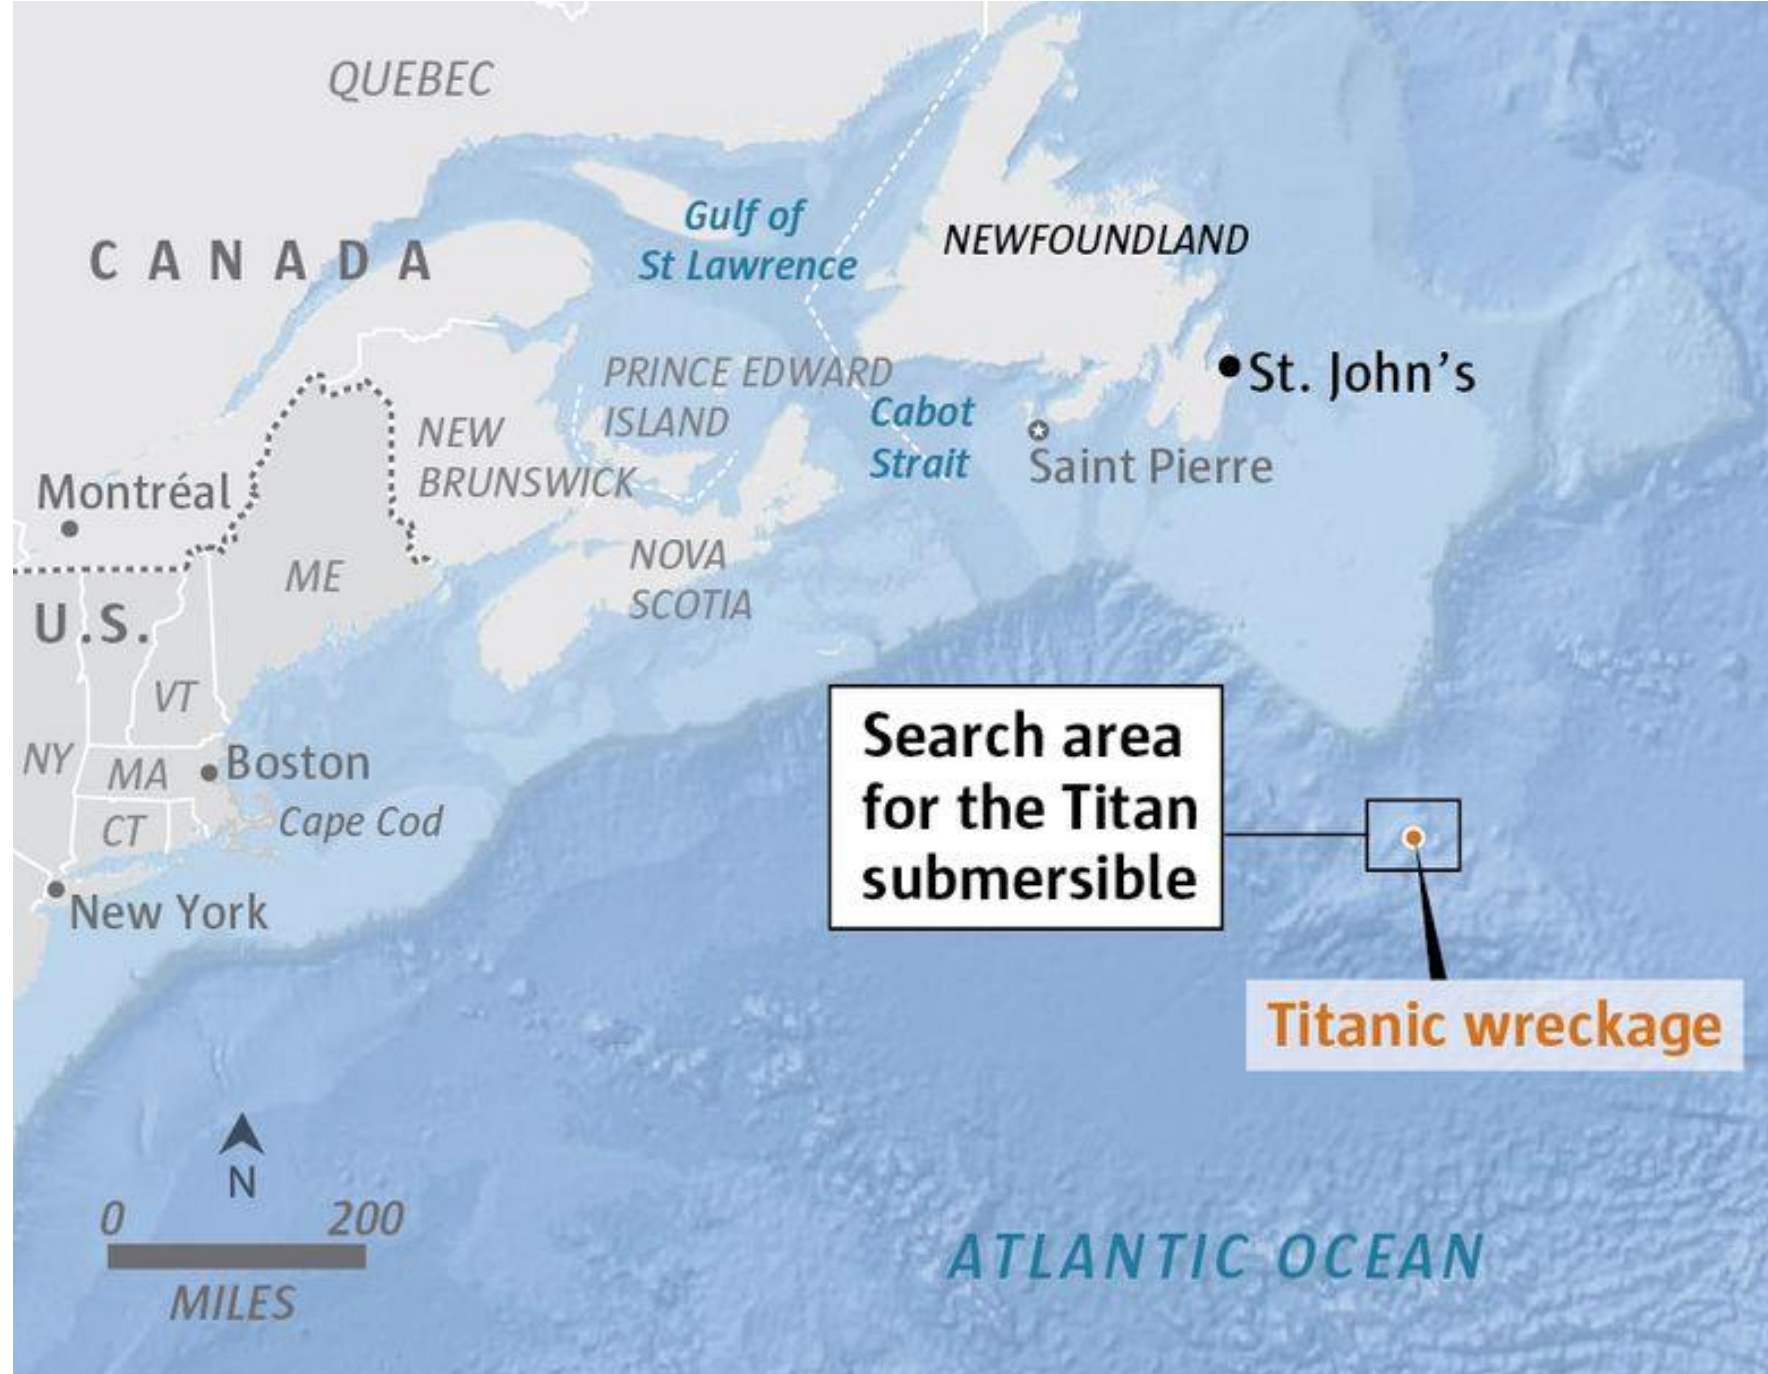 QUEBEC
Gulf of
St Lawrence
NEWFOUNDLAND
CANADA
St. John's
PRINCE EDWARD
ISLAND
Cabot
Strait
NEW
BRUNSWICK
Saint Pierre
Montréal
NOVA
SCOTIA
ME
U.S.
VT
Search area
for the Titan
submersible
NY
MA
Boston
CT
Cape Cod
New York
Titanic wreckage
N
0 200
MILES
ATLANTIC OCEAN